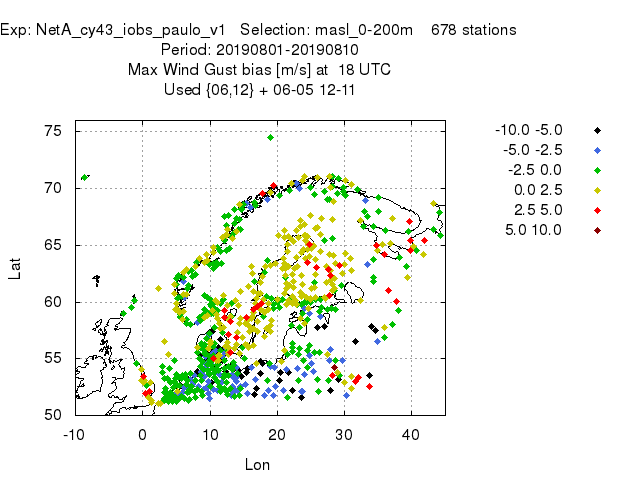 Exp: NetA_cy43_iobs_paulo_v1 Selection: masl_0-200m 678 stations
Period: 20190801-20190810
Max Wind Gust bias [m/s] at 18 UTC
Used {06,12} + 06-05 12-11
75
70
65
60
55
50
Lat
-10 0 10 20 30 40
Lon
-10.0 -5.0
-5.0 -2.5
-2.5 0.0
0.0 2.5
2.5 5.0
5.0 10.0